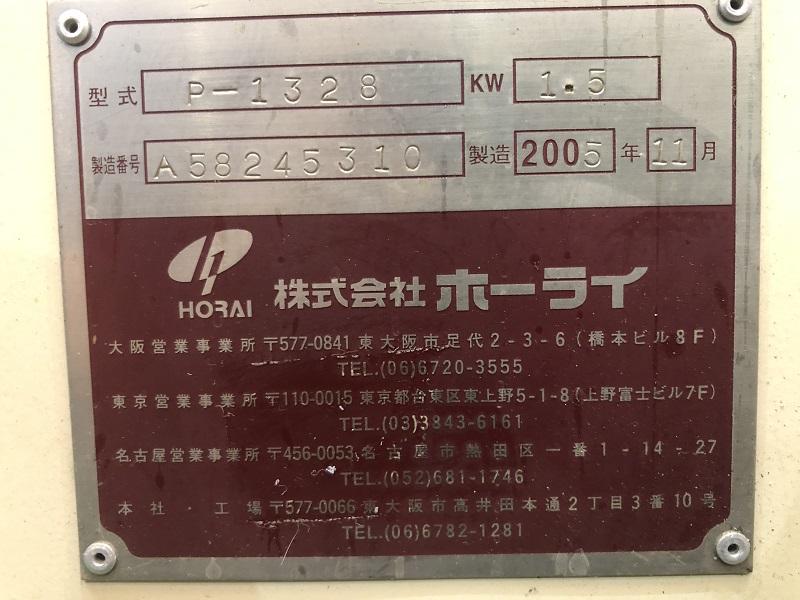 型式 P-1328 KW 1.5
製造番号 A58245310 製造 2005年11月
HORAI 株式会社ホーライ
大阪営業事業所 〒577-0841 東大阪市足代2-3-6(橋本ビル8F)
TEL.(06)6720-3555
東京営業事業所 〒110-0015 東京都台東区東上野5-1-8(上野富士ビル7F)
TEL.(03)3843-6161
名古屋営業事業所 〒456-0053 名古屋市熱田区一番1-14-27
TEL.(052)681-1746
本社・工場 〒577-0066 東大阪市高井田本通2丁目3番10号
TEL.(06)6782-1281